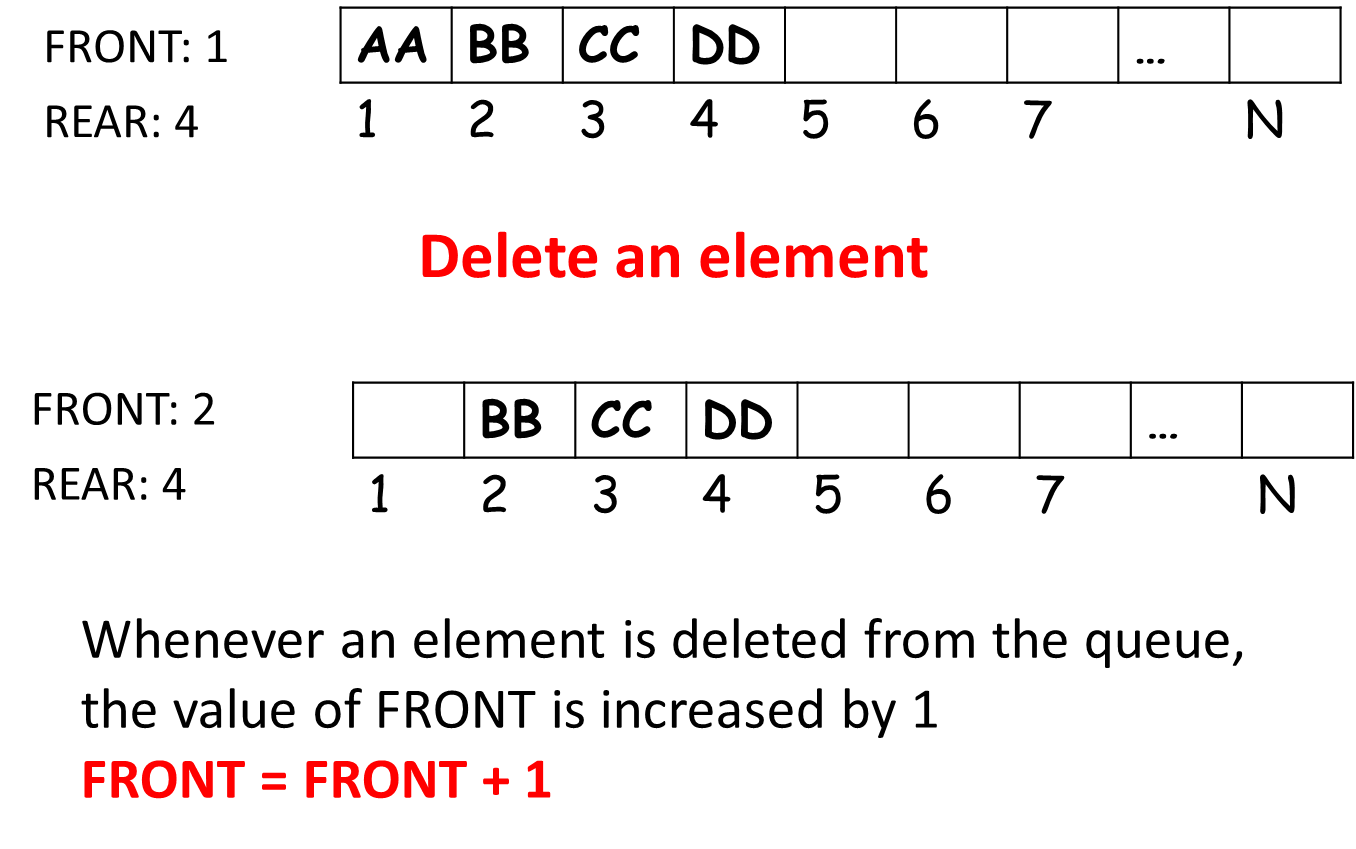 FRONT: 1 AA BB CC DD ...
REAR: 4 1 2 3 4 5 6 7 N
Delete an element
FRONT: 2 BB CC DD ...
REAR: 4 1 2 3 4 5 6 7 N
Whenever an element is deleted from the queue,
the value of FRONT is increased by 1
FRONT = FRONT + 1